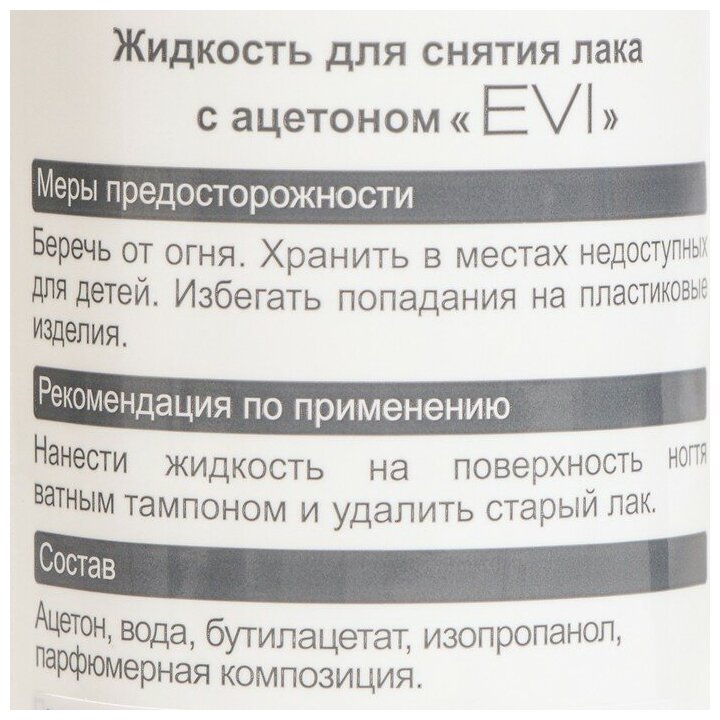 Жидкость для снятия лака
с ацетоном «EVI»
Меры предосторожности
Беречь от огня. Хранить в местах недоступных
для детей. Избегать попадания на пластиковые
изделия.
Рекомендация по применению
Нанести жидкость на поверхность ногтя
ватным тампоном и удалить старый лак.
Состав
Ацетон, вода, бутилацетат, изопропанол,
парфюмерная композиция.